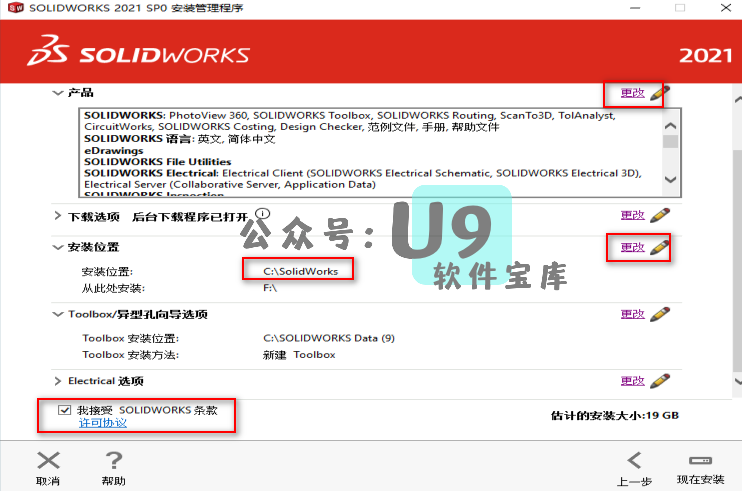 SOLIDWORKS 2021 SP0 安装管理程序
SOLIDWORKS
2021
产品
更改
SOLIDWORKS: PhotoView 360, SOLIDWORKS Toolbox, SOLIDWORKS Routing, ScanTo3D, TolAnalyst,
CircuitWorks, SOLIDWORKS Costing, Design Checker, 范例文件, 手册, 帮助文件
SOLIDWORKS 语言: 英文, 简体中文
eDrawings
SOLIDWORKS File Utilities
SOLIDWORKS Electrical: Electrical Client (SOLIDWORKS Electrical Schematic, SOLIDWORKS Electrical 3D),
Electrical Server (Collaborative Server, Application Data)
SOLIDWORKS Inspection
下载选项 后台下载程序已打开
更改
公众号: U9
软件宝库
安装位置
更改
安装位置: C:\SolidWorks
从此处安装: F:\
Toolbox/异型孔向导选项
更改
Toolbox 安装位置: C:\SOLIDWORKS Data (9)
Toolbox 安装方法: 新建 Toolbox
Electrical 选项
更改
我接受 SOLIDWORKS 条款
许可协议
估计的安装大小:19 GB
取消
帮助
上一步
现在安装